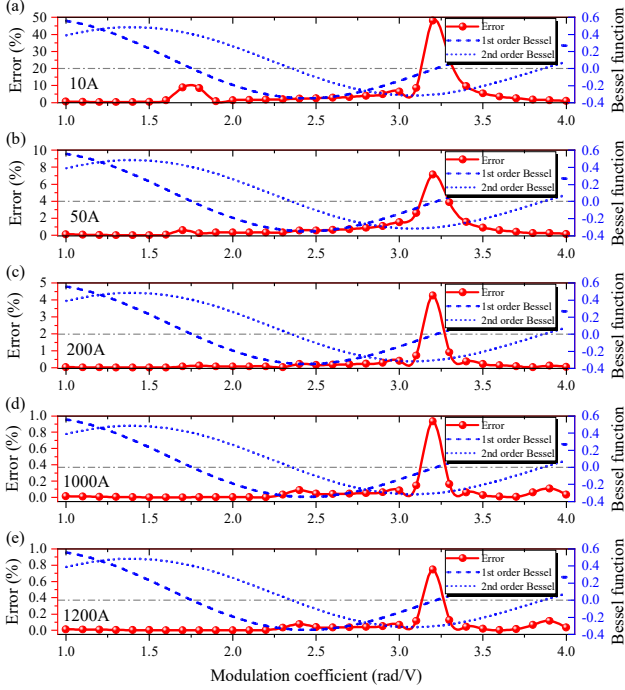 (a)
Error (%)
50
40
30
20
10
0
10A
Error
1st order Bessel
2nd order Bessel
0.6
0.4
0.2
0.0
-0.2
-0.4
Bessel function
1.0 1.5 2.0 2.5 3.0 3.5 4.0
(b)
Error (%)
10
8
6
4
2
0
50A
Error
1st order Bessel
2nd order Bessel
0.6
0.4
0.2
0.0
-0.2
-0.4
Bessel function
1.0 1.5 2.0 2.5 3.0 3.5 4.0
(c)
Error (%)
5
4
3
2
1
0
200A
Error
1st order Bessel
2nd order Bessel
0.6
0.4
0.2
0.0
-0.2
-0.4
Bessel function
1.0 1.5 2.0 2.5 3.0 3.5 4.0
(d)
Error (%)
1.0
0.8
0.6
0.4
0.2
0.0
1000A
Error
1st order Bessel
2nd order Bessel
0.6
0.4
0.2
0.0
-0.2
-0.4
Bessel function
1.0 1.5 2.0 2.5 3.0 3.5 4.0
(e)
Error (%)
1.0
0.8
0.6
0.4
0.2
0.0
1200A
Error
1st order Bessel
2nd order Bessel
0.6
0.4
0.2
0.0
-0.2
-0.4
Bessel function
1.0 1.5 2.0 2.5 3.0 3.5 4.0
Modulation coefficient (rad/V)